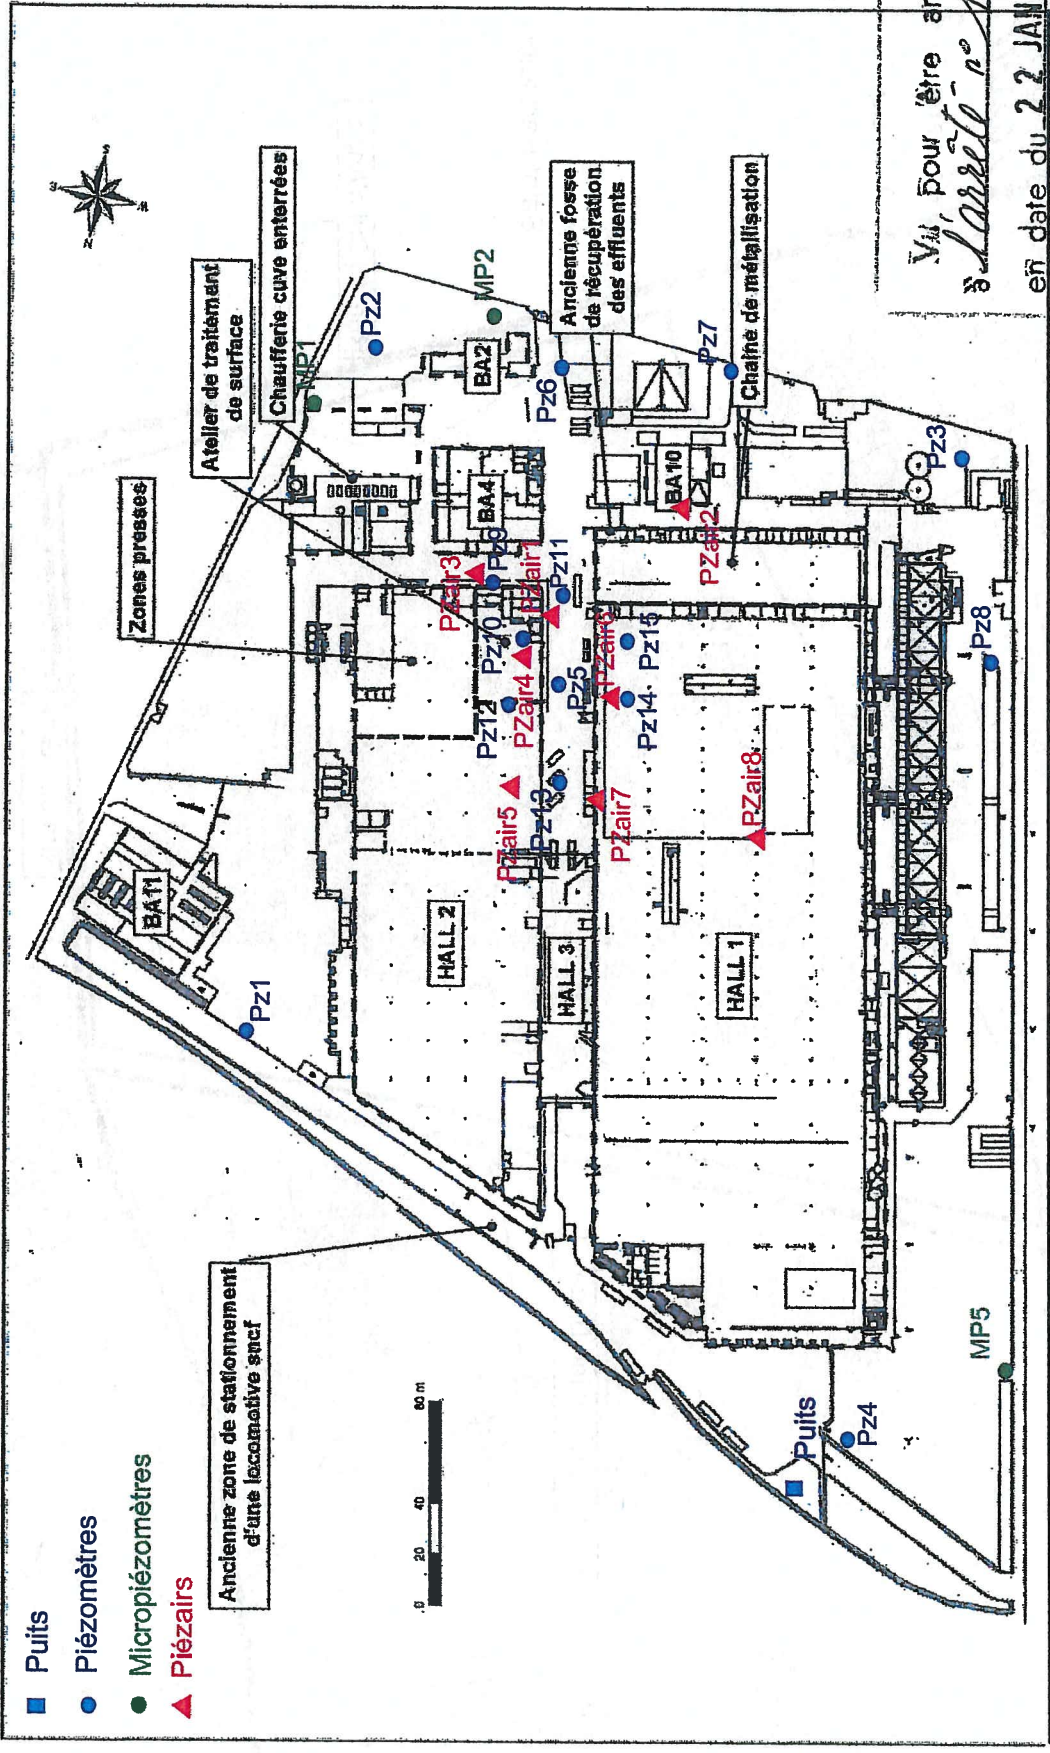 Puits
Piézomètres
Micropiézomètres
Piézairs
Ancienne zone de stationnement
d'une locomotive sncf
0 20 40 80 m
Zones presses
Atelier de traitement
de surface
Chaufferie cuve enterrées
Ancienne fosse
de récupération
des effluents
Chaîne de métallisation
BA11
Pz1
MP1
Pz2
MP2
BA2
Pz6
Pz7
BA4
BA10
Pz3
PZair3
Pz9
PZair1
Pz11
PZair2
Pz10
PZair4
Pz12
Pz5
PZair6
Pz15
Pz14
PZair5
Pz13
PZair7
PZair8
Pz8
HALL 2
HALL 3
HALL 1
Puits
Pz4
MP5
Vu, pour être
à l'arrêté n°
en date du 22 JAN